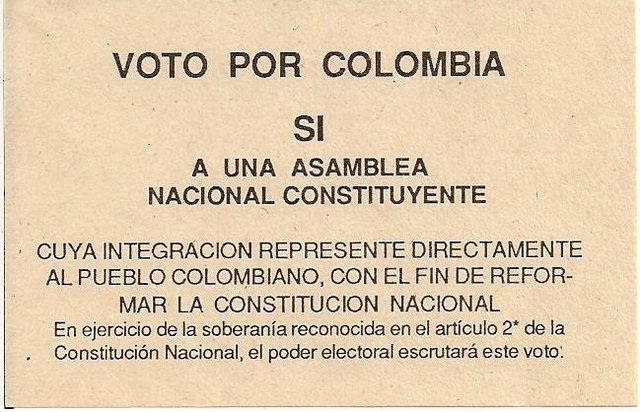 VOTO POR COLOMBIA
SI
A UNA ASAMBLEA
NACIONAL CONSTITUYENTE
CUYA INTEGRACION REPRESENTE DIRECTAMENTE
AL PUEBLO COLOMBIANO, CON EL FIN DE REFOR-
MAR LA CONSTITUCION NACIONAL
En ejercicio de la soberanía reconocida en el artículo 2* de la
Constitución Nacional, el poder electoral escrutará este voto.